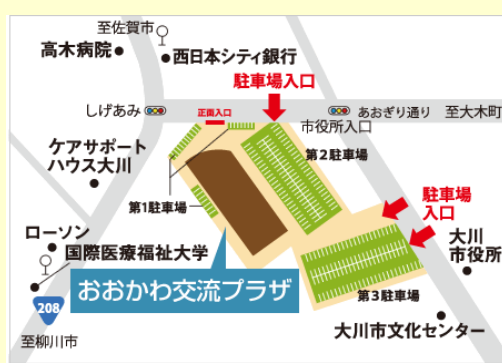 至佐賀市
高木病院
西日本シティ銀行
駐車場入口
しげあみ
正面入口
あおぎり通り
至大木町
市役所入口
ケアサポート
ハウス大川
第2駐車場
第1駐車場
駐車場
入口
ローソン
国際医療福祉大学
大川
市役所
おおかわ交流プラザ
第3駐車場
208
至柳川市
大川市文化センター